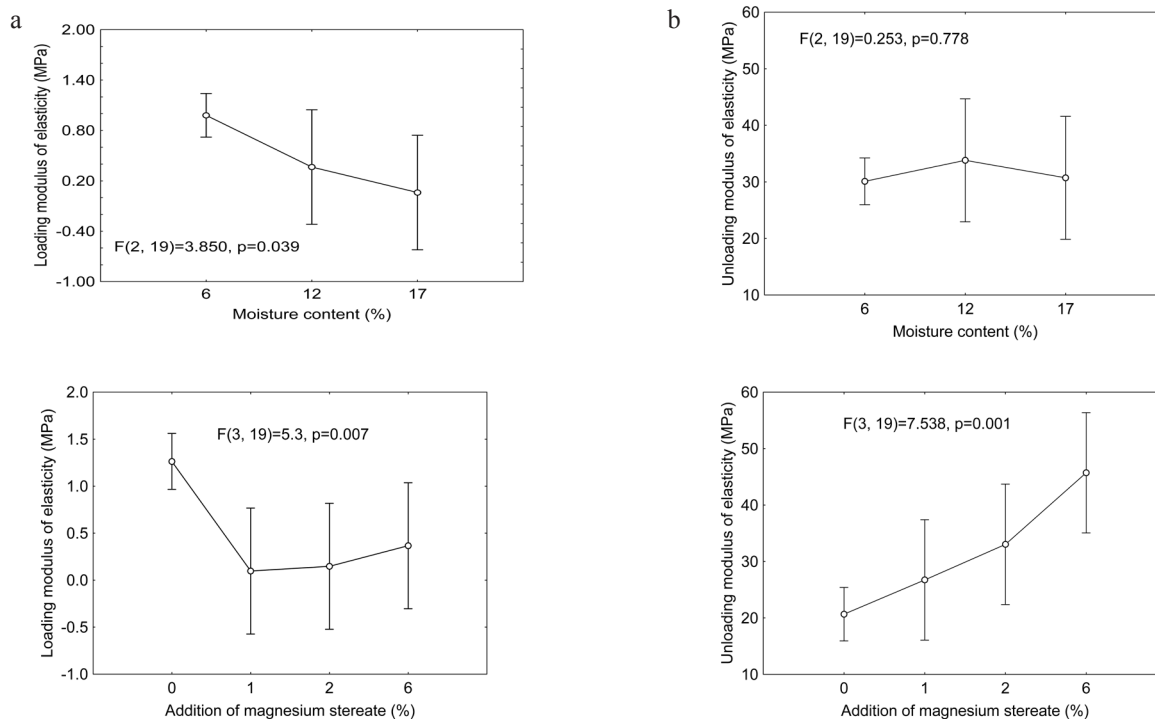 a
Loading modulus of elasticity (MPa)
2.00
1.40
0.80
0.20
-0.40
-1.00
F(2, 19)=3.850, p=0.039
6 12 17
Moisture content (%)
b
Unloading modulus of elasticity (MPa)
60
50
40
30
20
10
F(2, 19)=0.253, p=0.778
6 12 17
Moisture content (%)
Loading modulus of elasticity (MPa)
2.0
1.5
1.0
0.5
0.0
-0.5
-1.0
F(3, 19)=5.3, p=0.007
0 1 2 6
Addition of magnesium stereate (%)
Unloading modulus of elasticity (MPa)
60
50
40
30
20
10
F(3, 19)=7.538, p=0.001
0 1 2 6
Addition of magnesium stereate (%)